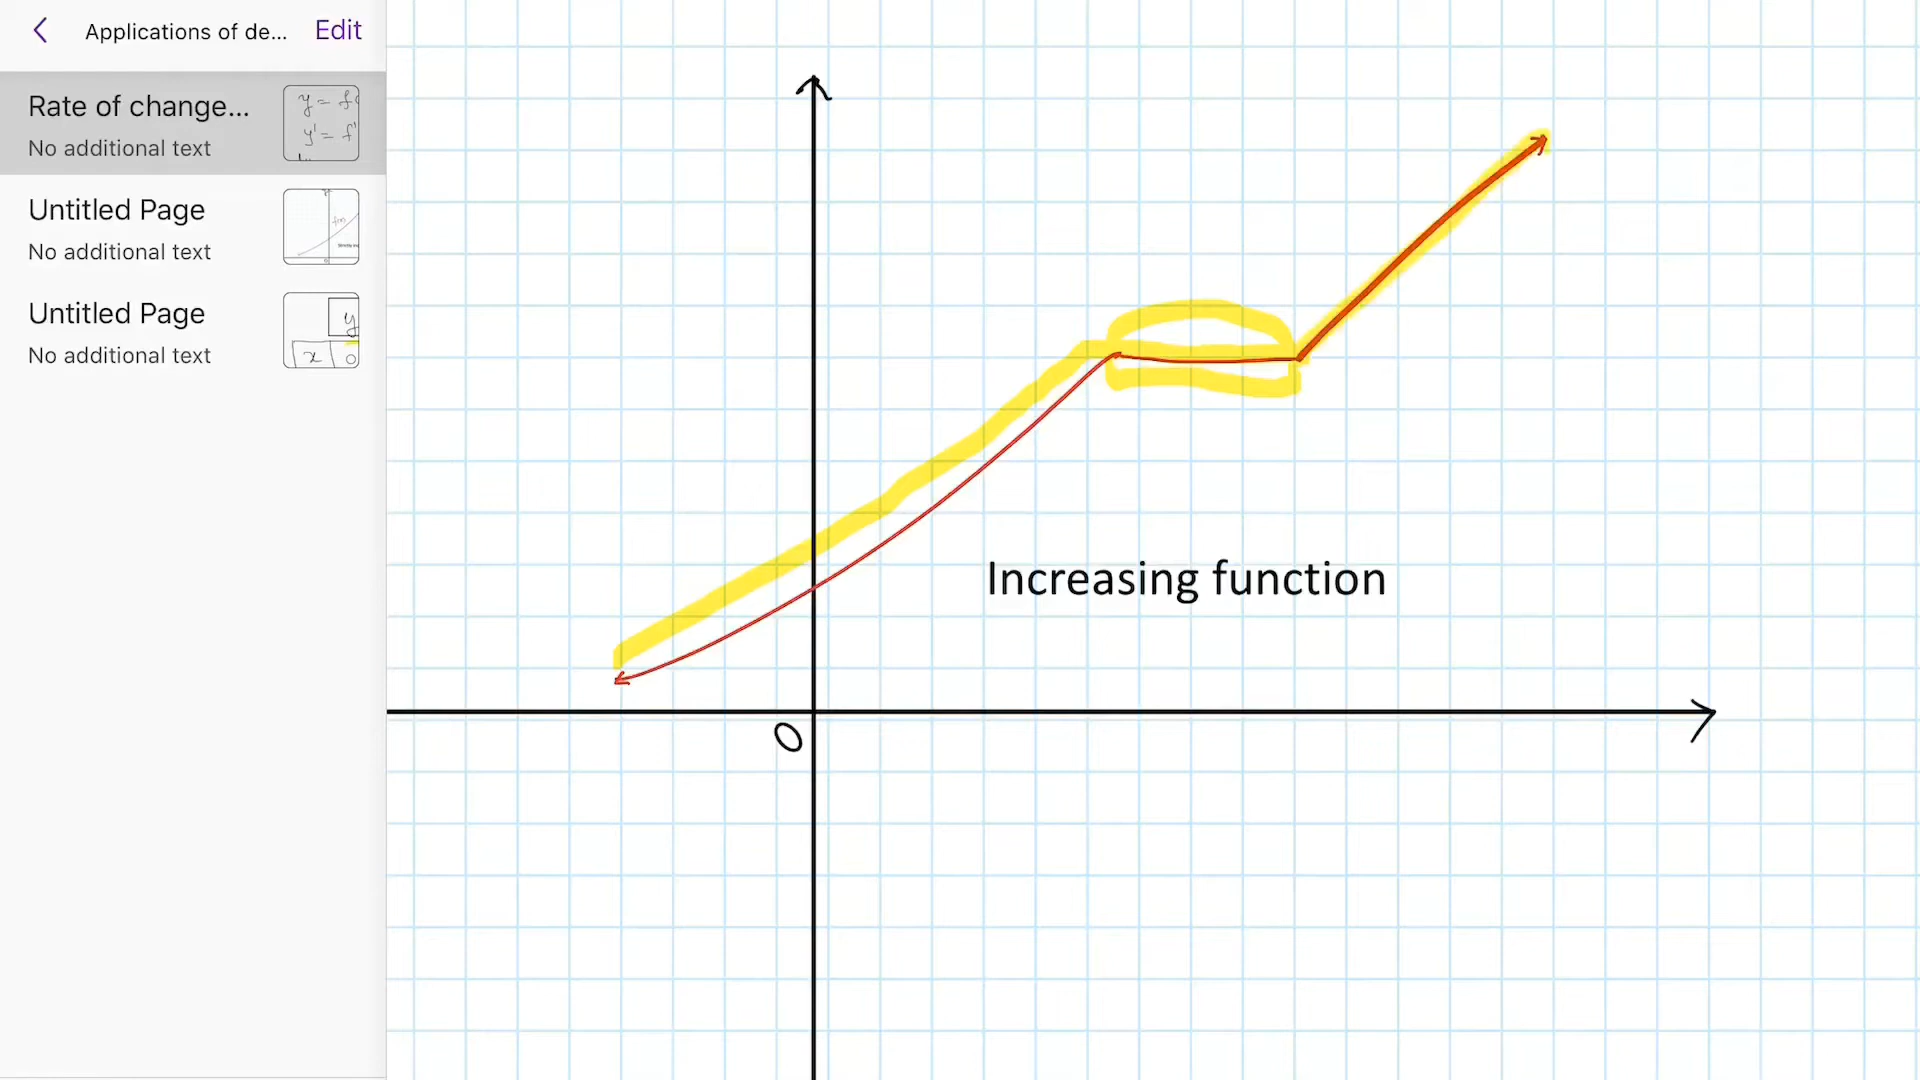 Applications of de...
Edit
Rate of change...
No additional text
y = f
y' = f'
Untitled Page
No additional text
Untitled Page
No additional text
y
x 0
Increasing function
0